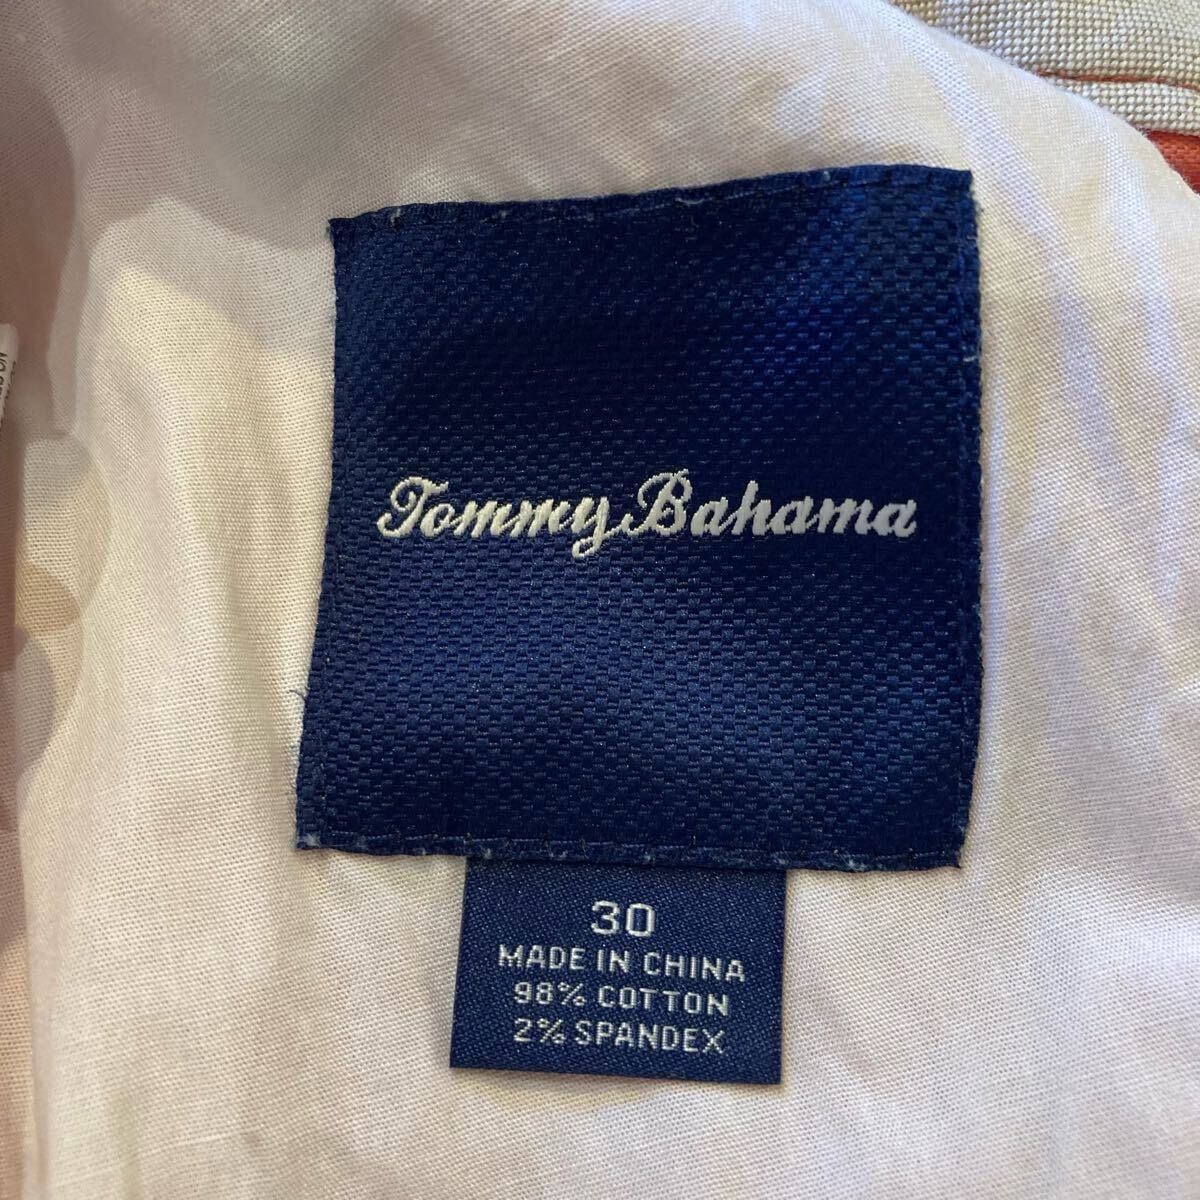 Tommy Bahama
30
MADE IN CHINA
98% COTTON
2% SPANDEX